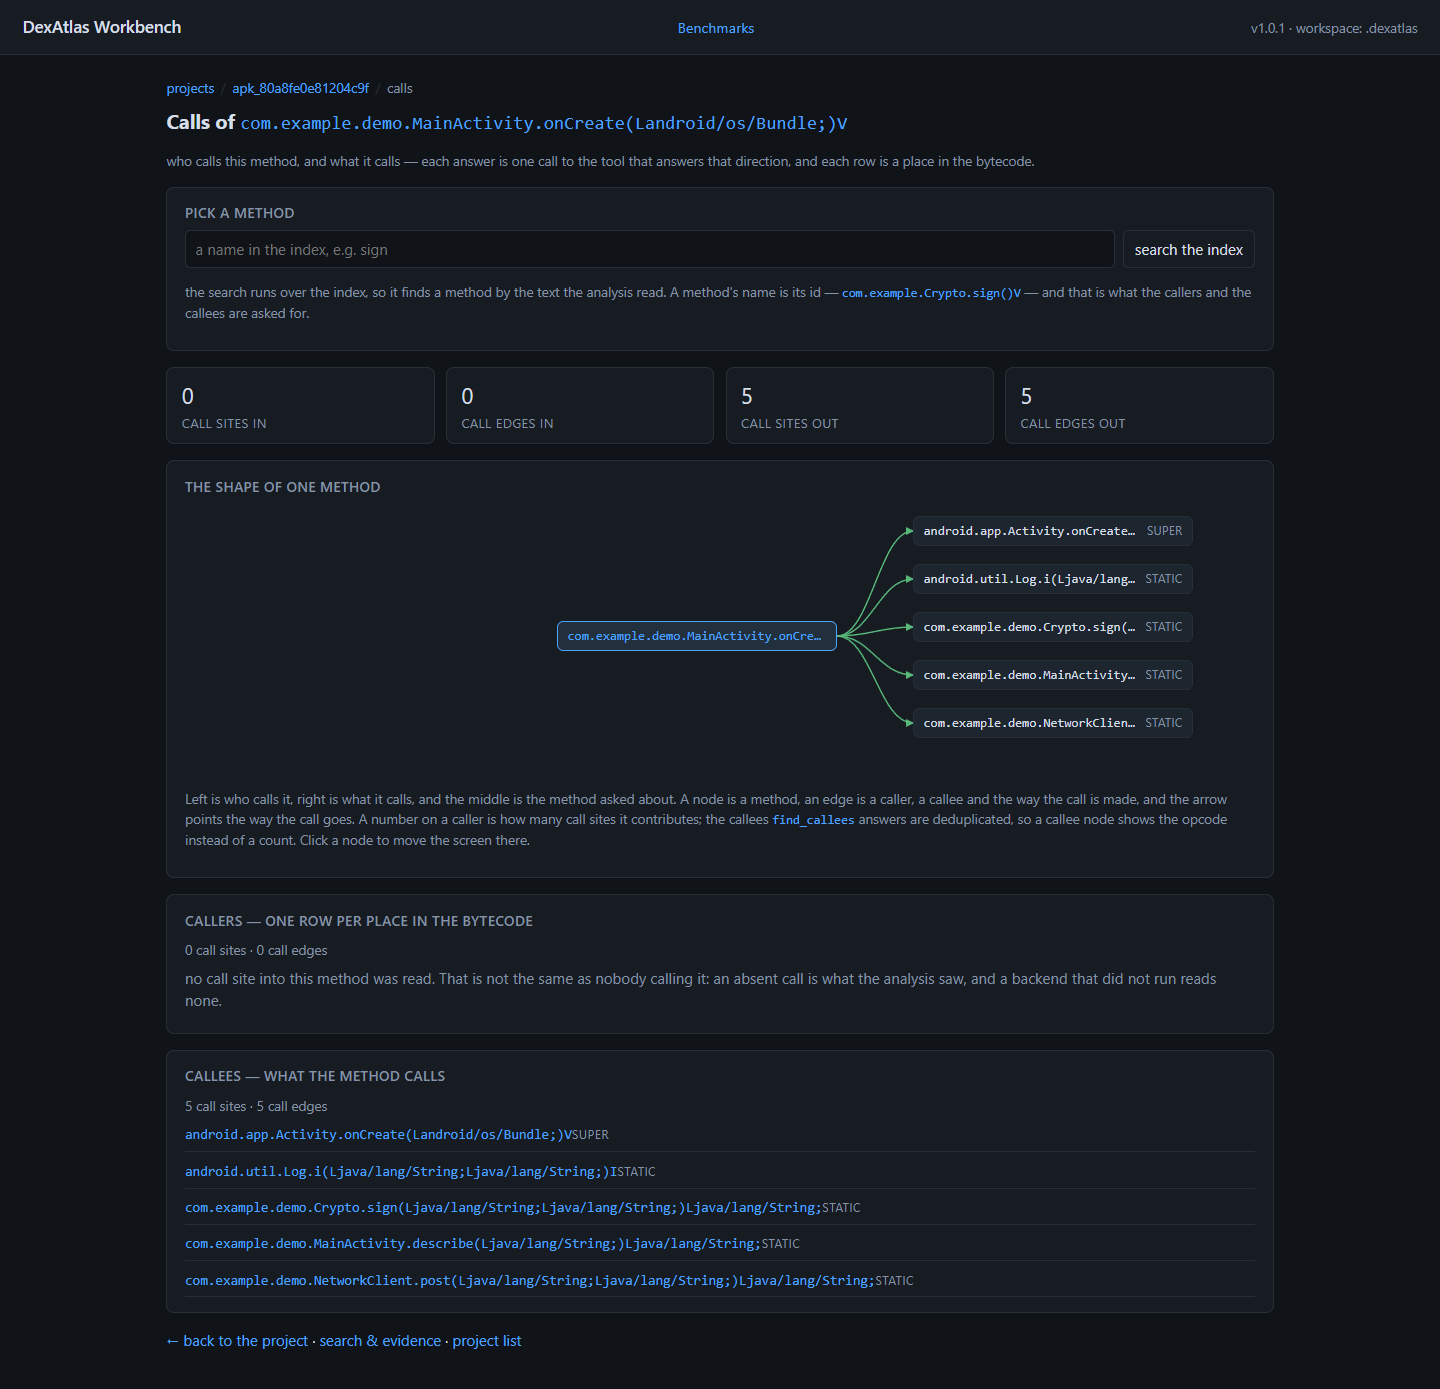 DexAtlas Workbench
Benchmarks
v1.0.1 · workspace: .dexatlas
projects / apk_80a8fe0e81204c9f / calls
Calls of com.example.demo.MainActivity.onCreate(Landroid/os/Bundle;)V
who calls this method, and what it calls — each answer is one call to the tool that answers that direction, and each row is a place in the bytecode.
PICK A METHOD
a name in the index, e.g. sign
search the index
the search runs over the index, so it finds a method by the text the analysis read. A method's name is its id — com.example.Crypto.sign()V — and that is what the callers and the
callees are asked for.
0
CALL SITES IN
0
CALL EDGES IN
5
CALL SITES OUT
5
CALL EDGES OUT
THE SHAPE OF ONE METHOD
android.app.Activity.onCreate… SUPER
android.util.Log.i(Ljava/lang… STATIC
com.example.demo.Crypto.sign(… STATIC
com.example.demo.MainActivity.onCre…
com.example.demo.MainActivity… STATIC
com.example.demo.NetworkClien… STATIC
Left is who calls it, right is what it calls, and the middle is the method asked about. A node is a method, an edge is a caller, a callee and the way the call is made, and the arrow
points the way the call goes. A number on a caller is how many call sites it contributes; the callees find_callees answers are deduplicated, so a callee node shows the opcode
instead of a count. Click a node to move the screen there.
CALLERS — ONE ROW PER PLACE IN THE BYTECODE
0 call sites · 0 call edges
no call site into this method was read. That is not the same as nobody calling it: an absent call is what the analysis saw, and a backend that did not run reads
none.
CALLEES — WHAT THE METHOD CALLS
5 call sites · 5 call edges
android.app.Activity.onCreate(Landroid/os/Bundle;)VSUPER
android.util.Log.i(Ljava/lang/String;Ljava/lang/String;)ISTATIC
com.example.demo.Crypto.sign(Ljava/lang/String;Ljava/lang/String;)Ljava/lang/String;STATIC
com.example.demo.MainActivity.describe(Ljava/lang/String;)Ljava/lang/String;STATIC
com.example.demo.NetworkClient.post(Ljava/lang/String;Ljava/lang/String;)Ljava/lang/String;STATIC
← back to the project · search & evidence · project list